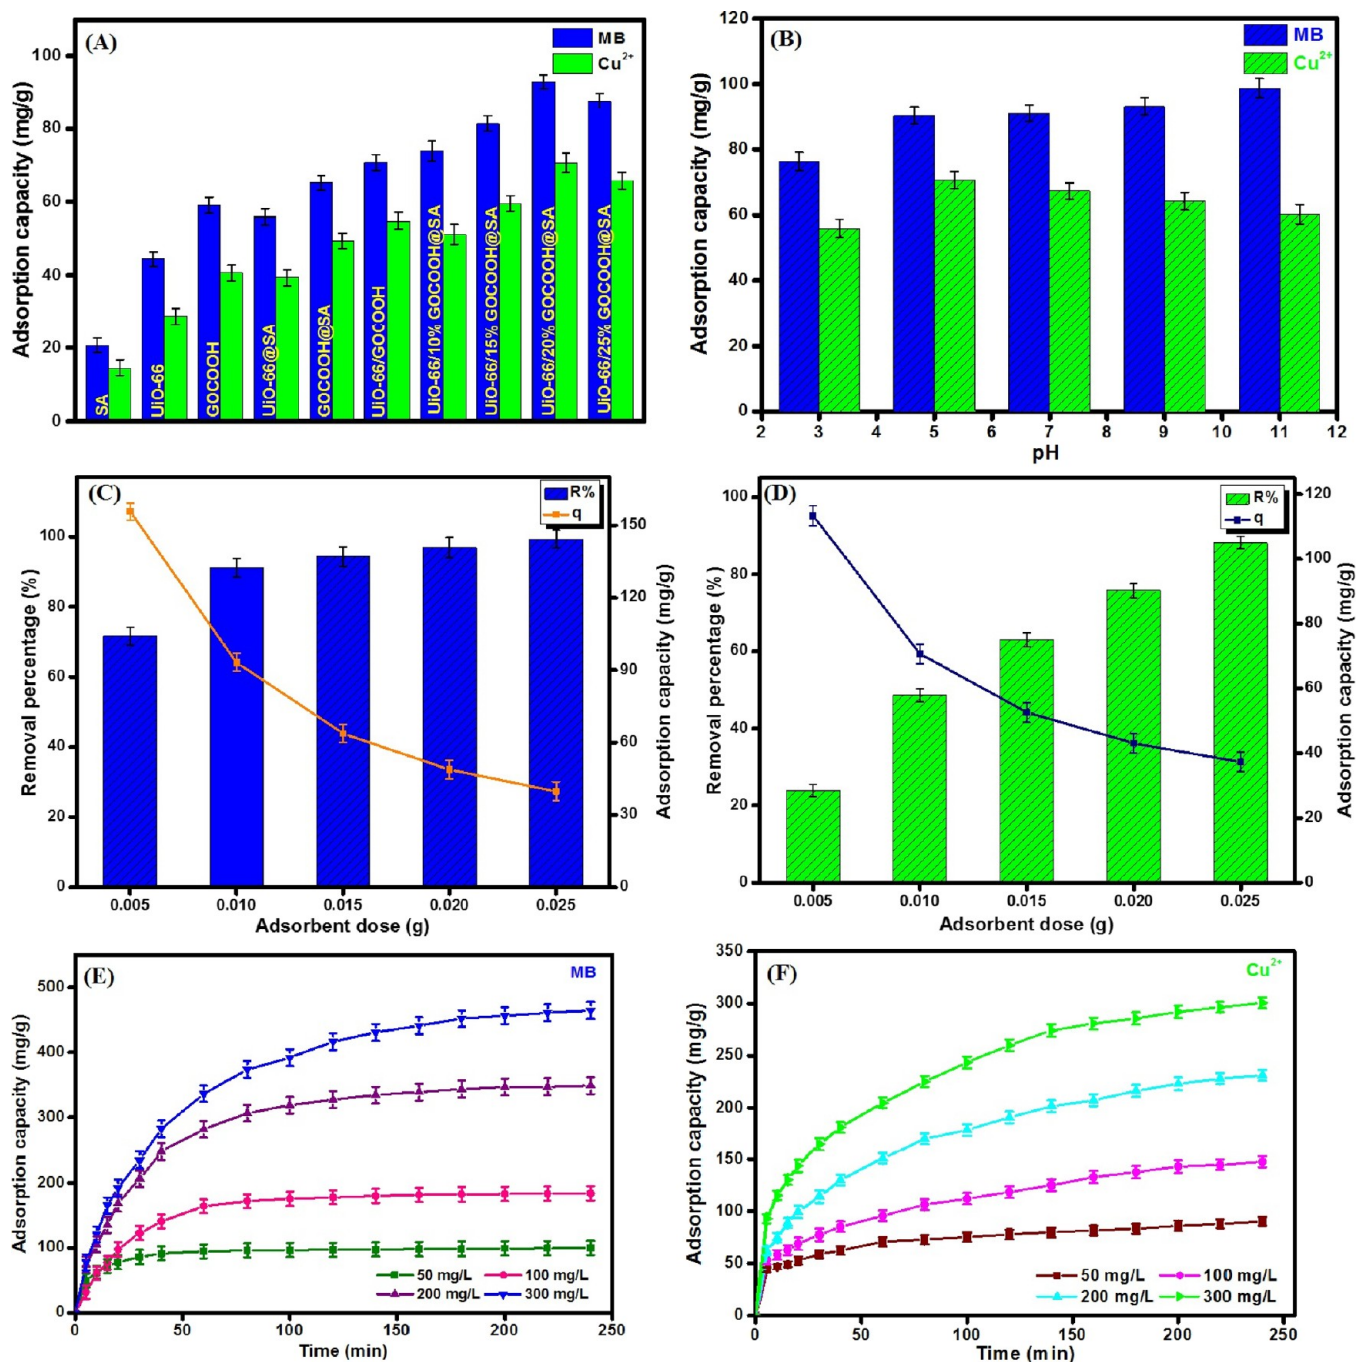 (A)
MB
Cu2+
Adsorption capacity (mg/g)
100
80
60
40
20
0
SA
UiO-66
GOCOOH
UiO-66@SA
GOCOOH@SA
UiO-66/GOCOOH
UiO-66/10% GOCOOH@SA
UiO-66/15% GOCOOH@SA
UiO-66/20% GOCOOH@SA
UiO-66/25% GOCOOH@SA
(B)
MB
Cu2+
Adsorption capacity (mg/g)
120
100
80
60
40
20
0
2 3 4 5 6 7 8 9 10 11 12
pH
(C)
R%
q
Removal percentage (%)
100
80
60
40
20
0
Adsorption capacity (mg/g)
150
120
90
60
30
0
0.005 0.010 0.015 0.020 0.025
Adsorbent dose (g)
(D)
R%
q
Removal percentage (%)
100
80
60
40
20
0
Adsorption capacity (mg/g)
120
100
80
60
40
20
0
0.005 0.010 0.015 0.020 0.025
Adsorbent dose (g)
(E)
MB
Adsorption capacity (mg/g)
500
400
300
200
100
0
50 mg/L 100 mg/L
200 mg/L 300 mg/L
0 50 100 150 200 250
Time (min)
(F)
Cu2+
Adsorption capacity (mg/g)
350
300
250
200
150
100
50
0
50 mg/L 100 mg/L
200 mg/L 300 mg/L
0 50 100 150 200 250
Time (min)